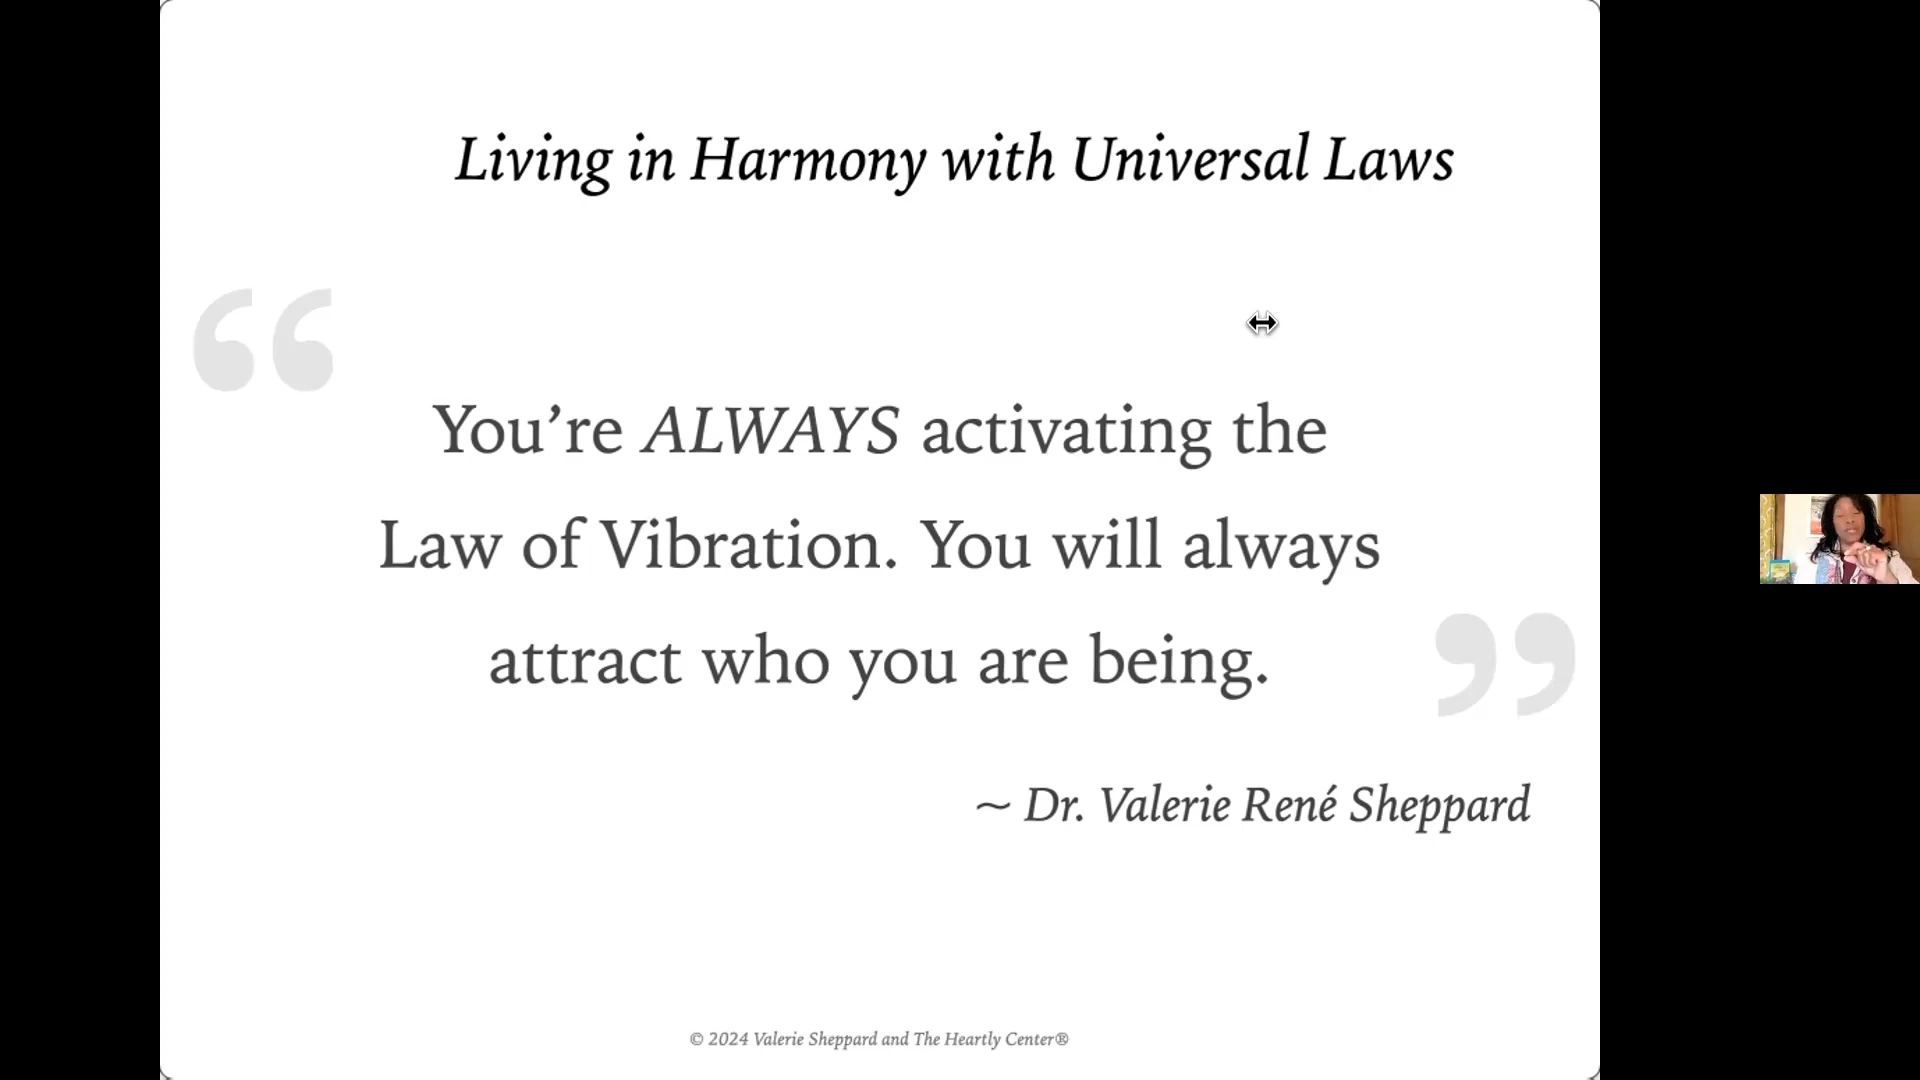 Living in Harmony with Universal Laws
“
You’re ALWAYS activating the
Law of Vibration. You will always
attract who you are being.
”
~ Dr. Valerie René Sheppard
© 2024 Valerie Sheppard and The Heartly Center®